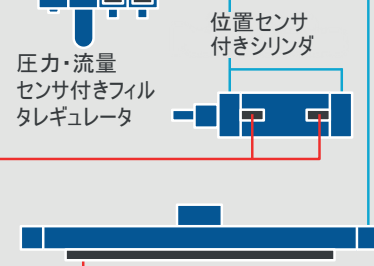 位置センサ
付きシリンダ
圧力・流量
センサ付きフィル
タレギュレータ